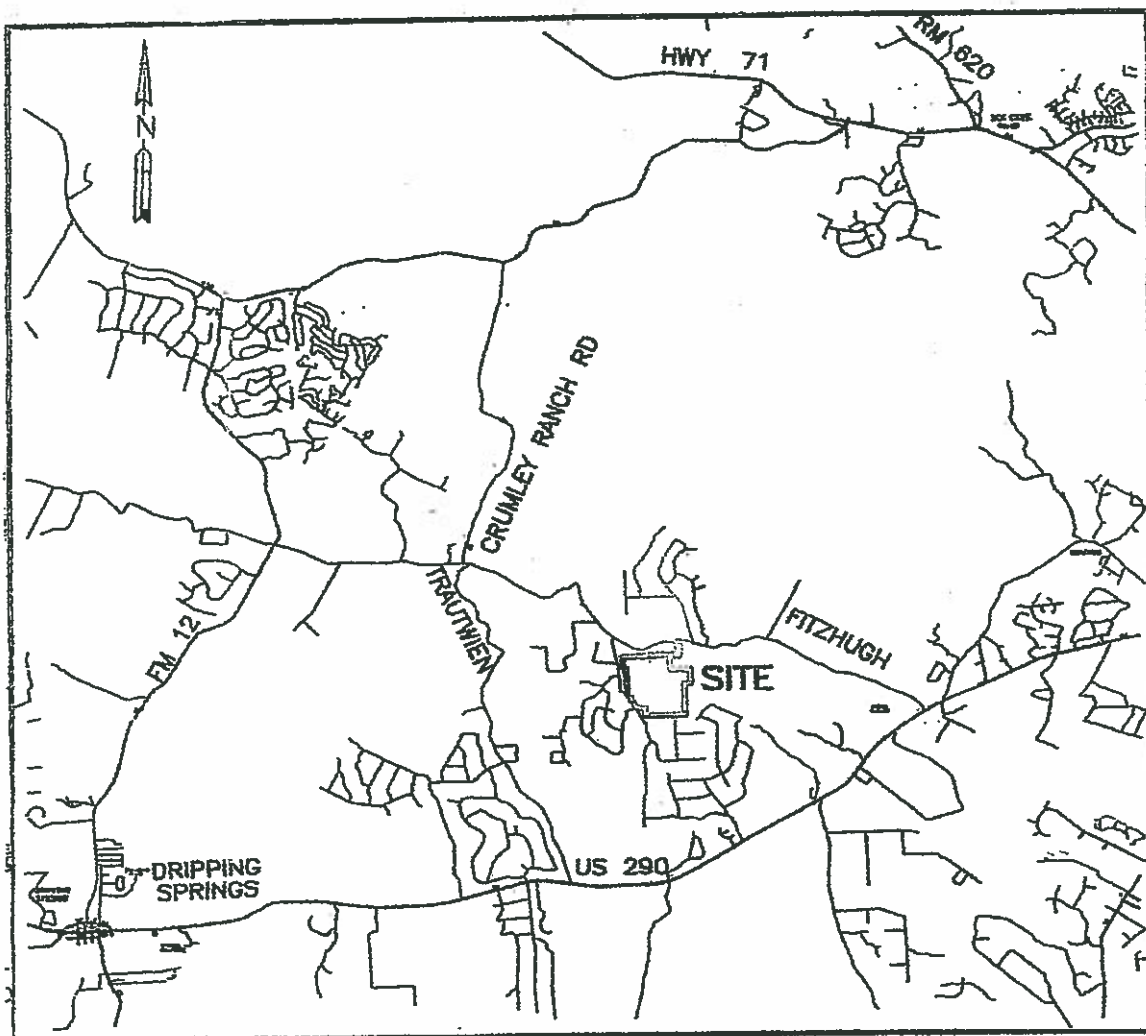 HWY 71
RM 620
N
CRUMLEY RANCH RD
TRAUTWIEN
FM 12
FITZHUGH
SITE
DRIPPING
SPRINGS
US 290